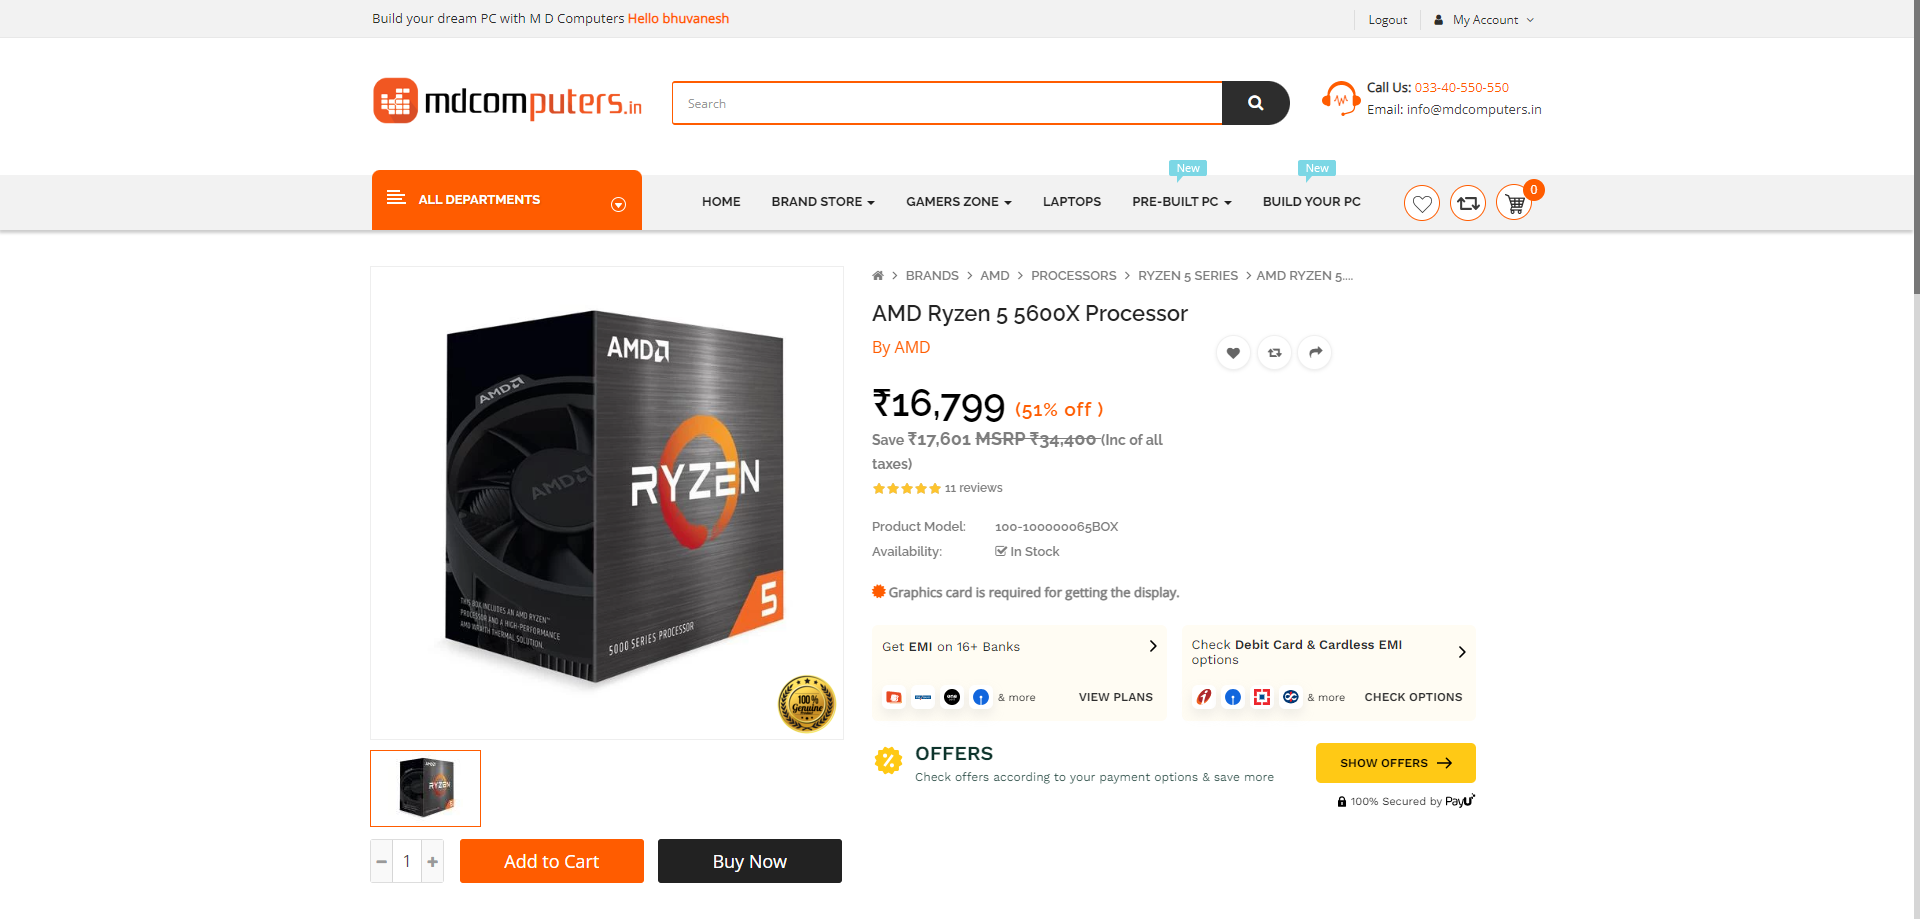 Build your dream PC with M D Computers Hello bhuvanesh
Logout
My Account
mdcomputers.in
Search
Call Us: 033-40-550-550
Email: info@mdcomputers.in
ALL DEPARTMENTS
HOME
BRAND STORE
GAMERS ZONE
LAPTOPS
New
PRE-BUILT PC
New
BUILD YOUR PC
0
BRANDS > AMD > PROCESSORS > RYZEN 5 SERIES > AMD RYZEN 5....
AMD Ryzen 5 5600X Processor
By AMD
₹16,799 (51% off )
Save ₹17,601 MSRP ₹34,400 (Inc of all
taxes)
11 reviews
Product Model: 100-100000065BOX
Availability: In Stock
Graphics card is required for getting the display.
Get EMI on 16+ Banks
& more
VIEW PLANS
Check Debit Card & Cardless EMI
options
& more
CHECK OPTIONS
OFFERS
Check offers according to your payment options & save more
SHOW OFFERS
100% Secured by PayU
AMD
AMD
AMD
RYZEN
5
5000 SERIES PROCESSOR
THIS BOX INCLUDES AN AMD RYZEN™
PROCESSOR AND A HIGH-PERFORMANCE
AMD WRAITH THERMAL SOLUTION.
100%
Genuine
AMD
RYZEN
5
1
Add to Cart
Buy Now